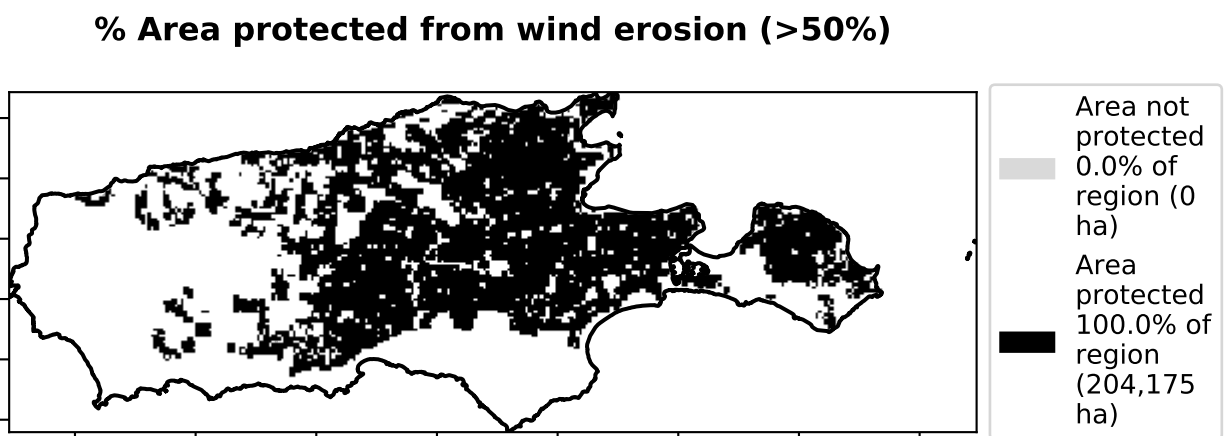 % Area protected from wind erosion (>50%)
Area not
protected
0.0% of
region (0
ha)
Area
protected
100.0% of
region
(204,175
ha)